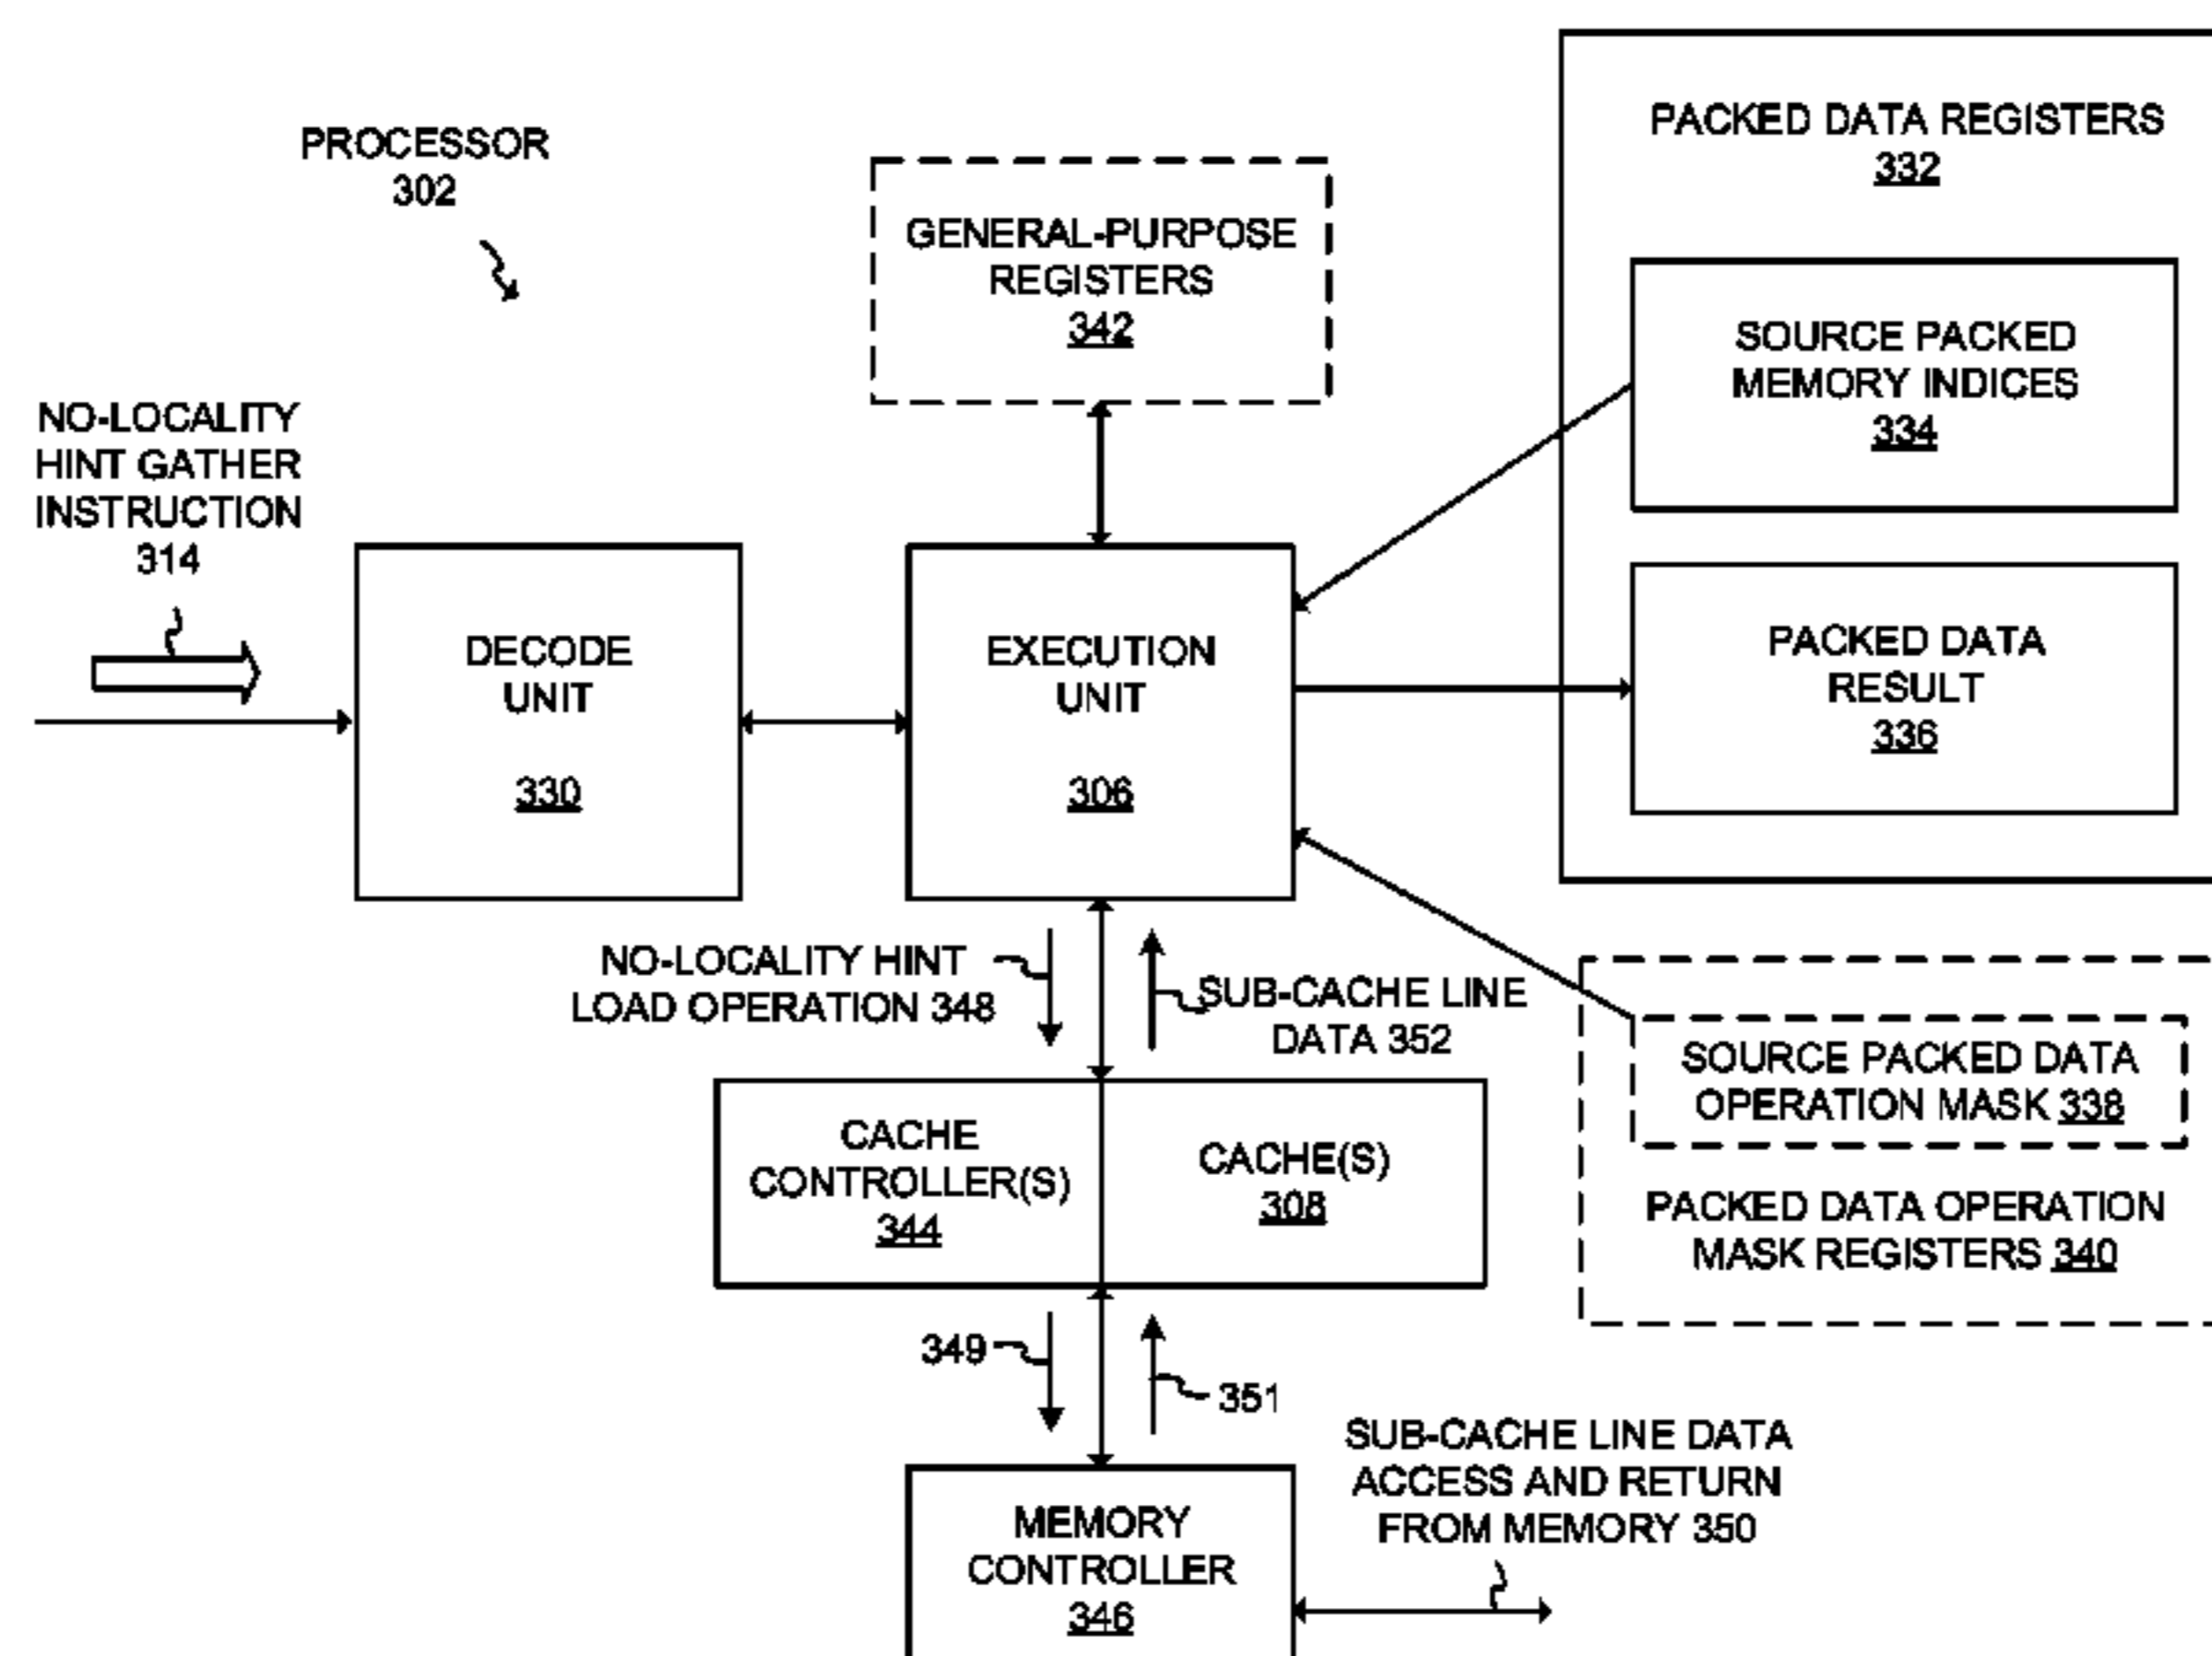 PROCESSOR
302
NO-LOCALITY
HINT GATHER
INSTRUCTION
314
DECODE
UNIT
330
GENERAL-PURPOSE
REGISTERS
342
EXECUTION
UNIT
306
PACKED DATA REGISTERS
332
SOURCE PACKED
MEMORY INDICES
334
PACKED DATA
RESULT
336
NO-LOCALITY HINT
LOAD OPERATION 348
SUB-CACHE LINE
DATA 352
SOURCE PACKED DATA
OPERATION MASK 338
PACKED DATA OPERATION
MASK REGISTERS 340
CACHE
CONTROLLER(S)
344
CACHE(S)
308
349
351
SUB-CACHE LINE DATA
ACCESS AND RETURN
FROM MEMORY 350
MEMORY
CONTROLLER
346